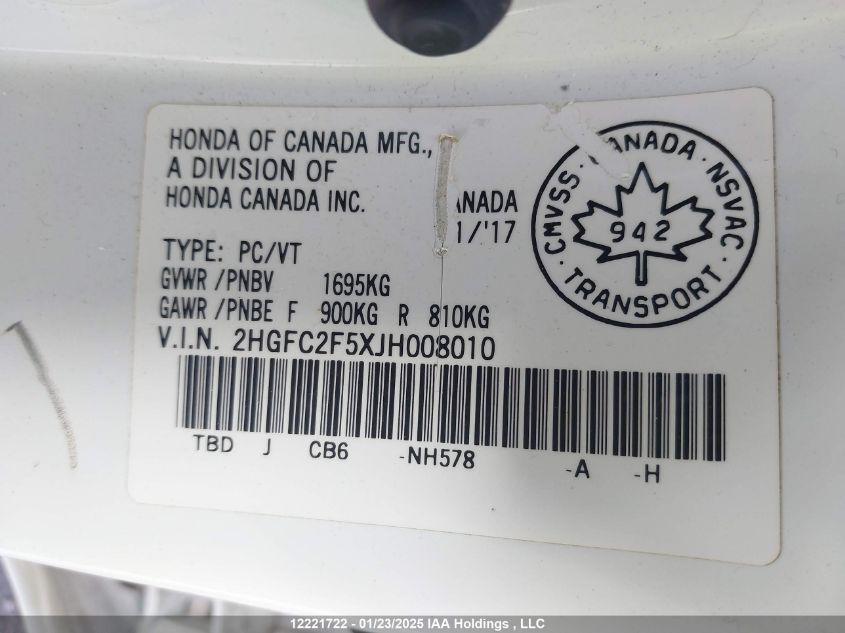 HONDA OF CANADA MFG.,
A DIVISION OF
HONDA CANADA INC.
1/'17
TYPE: PC/VT
GVWR /PNBV 1695KG
GAWR /PNBE F 900KG R 810KG
V.I.N. 2HGFC2F5XJH008010
TBD J CB6 -NH578 -A -H
CANADA · NSVAC ·
CMVSS ·
942
TRANSPORT ·
12221722 - 01/23/2025 IAA Holdings , LLC